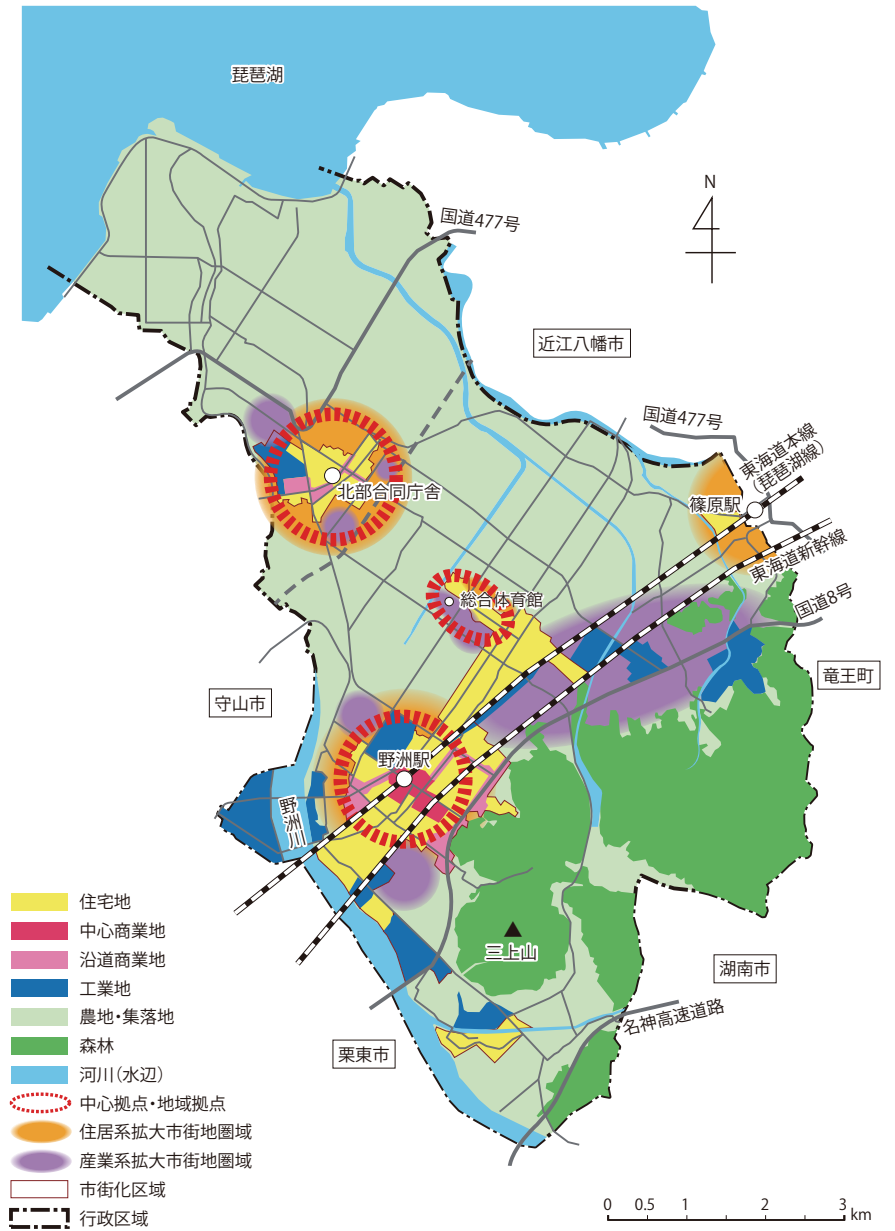 琵琶湖
N
国道477号
近江八幡市
国道477号
東海道本線
(琵琶湖線)
篠原駅
北部合同庁舎
東海道新幹線
総合体育館
国道8号
竜王町
守山市
野洲駅
野洲川
三上山
湖南市
名神高速道路
栗東市
住宅地
中心商業地
沿道商業地
工業地
農地・集落地
森林
河川(水辺)
中心拠点・地域拠点
住居系拡大市街地圏域
産業系拡大市街地圏域
市街化区域
行政区域
0 0.5 1 2 3 km